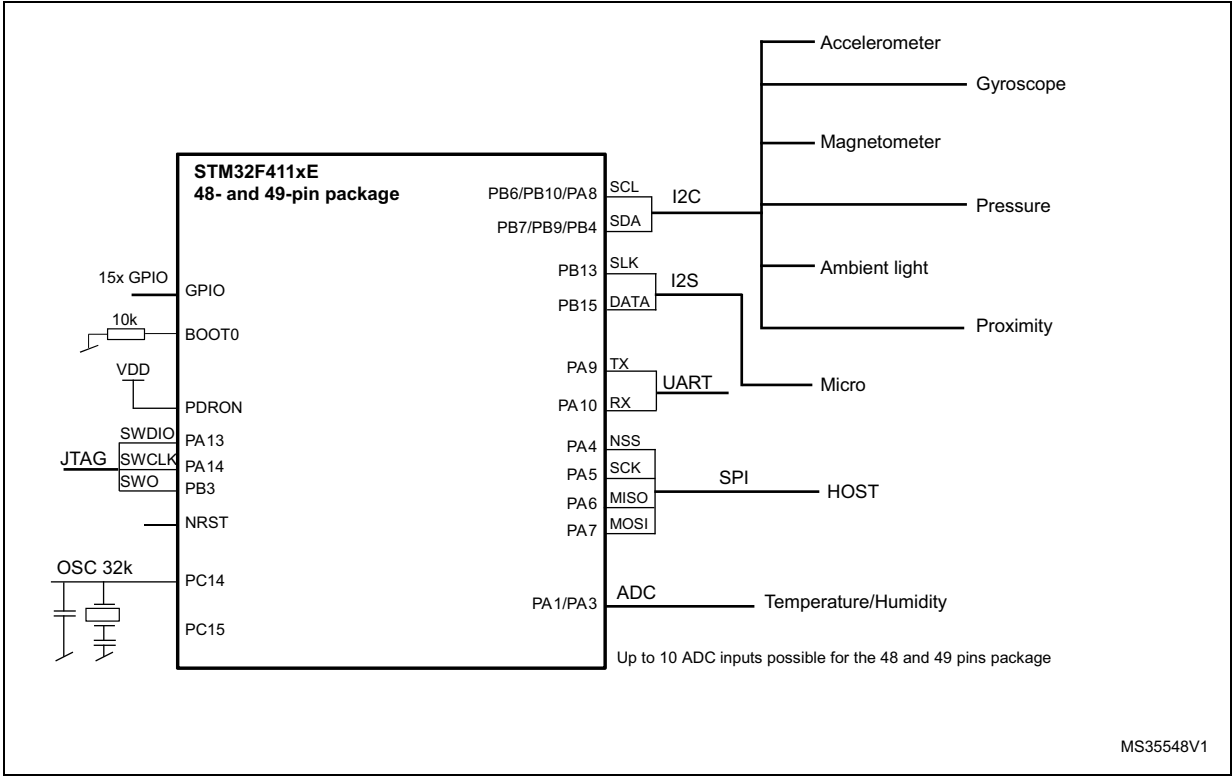 STM32F411xE
48- and 49-pin package
15x GPIO
GPIO
10k
BOOT0
VDD
PDRON
JTAG
SWDIO
PA13
SWCLK
PA14
SWO
PB3
NRST
OSC 32k
PC14
PC15
PB6/PB10/PA8
SCL
PB7/PB9/PB4
SDA
I2C
Accelerometer
Gyroscope
Magnetometer
Pressure
Ambient light
Proximity
PB13
SLK
PB15
DATA
I2S
Micro
PA9
TX
PA10
RX
UART
PA4
NSS
PA5
SCK
PA6
MISO
PA7
MOSI
SPI
HOST
PA1/PA3
ADC
Temperature/Humidity
Up to 10 ADC inputs possible for the 48 and 49 pins package
MS35548V1